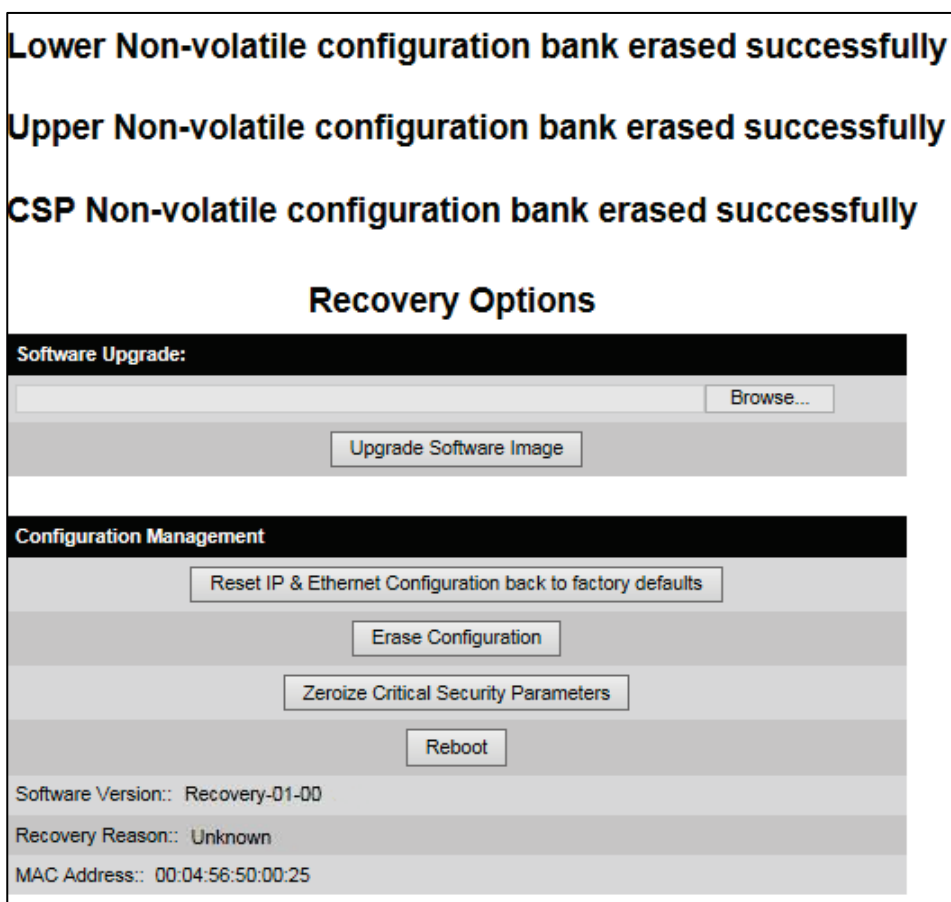 Lower Non-volatile configuration bank erased successfully
Upper Non-volatile configuration bank erased successfully
CSP Non-volatile configuration bank erased successfully
Recovery Options
Software Upgrade:
Browse...
Upgrade Software Image
Configuration Management
Reset IP & Ethernet Configuration back to factory defaults
Erase Configuration
Zeroize Critical Security Parameters
Reboot
Software Version:: Recovery-01-00
Recovery Reason:: Unknown
MAC Address:: 00:04:56:50:00:25